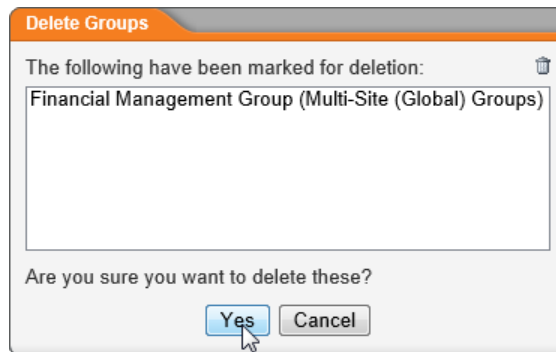 Delete Groups
The following have been marked for deletion:
Financial Management Group (Multi-Site (Global) Groups)
Are you sure you want to delete these?
Yes Cancel